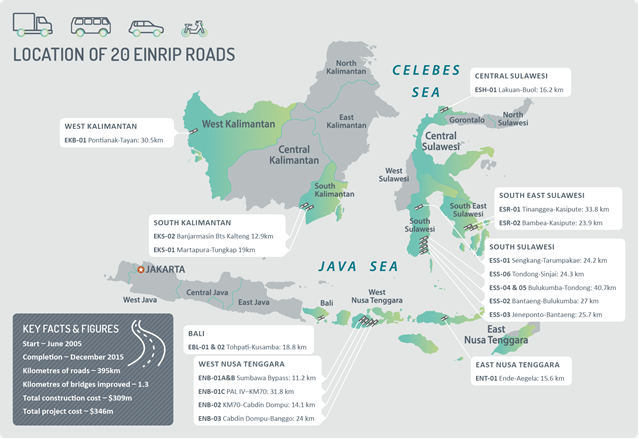 LOCATION OF 20 EINRIP ROADS
CELEBES
SEA
North
Kalimantan
CENTRAL SULAWESI
ESH-01 Lakuan-Buol: 16.2 km
WEST KALIMANTAN
EKB-01 Pontianak-Tayan: 30.5km
West Kalimantan
East
Kalimantan
Central
Kalimantan
Gorontalo
North
Sulawesi
Central
Sulawesi
West
Sulawesi
South
Kalimantan
South East
Sulawesi
South
Sulawesi
SOUTH EAST SULAWESI
ESR-01 Tinanggea-Kasipute: 33.8 km
ESR-02 Bambea-Kasipute: 23.9 km
SOUTH KALIMANTAN
EKS-02 Banjarmasin Bts Kalteng 12.9km
EKS-01 Martapura-Tungkap 19km
SOUTH SULAWESI
ESS-01 Sengkang-Tarumpakae: 24.2 km
ESS-06 Tondong-Sinjai: 24.3 km
ESS-04 & 05 Bulukumba-Tondong: 40.7km
ESS-02 Bantaeng-Bulukumba: 27 km
ESS-03 Jeneponto-Bantaeng: 25.7 km
JAVA SEA
JAKARTA
West Java
Central Java
East Java
Bali
West
Nusa Tenggara
East
Nusa Tenggara
KEY FACTS & FIGURES
Start – June 2005
Completion – December 2015
Kilometres of roads – 395km
Kilometres of bridges improved – 1.3
Total construction cost – $309m
Total project cost – $346m
BALI
EBL-01 & 02 Tohpati-Kusamba: 18.8 km
WEST NUSA TENGGARA
ENB-01A&B Sumbawa Bypass: 11.2 km
ENB-01C PAL IV–KM70: 31.8 km
ENB-02 KM70-Cabdin Dompu: 14.1 km
ENB-03 Cabdin Dompu-Banggo: 24 km
EAST NUSA TENGGARA
ENT-01 Ende-Aegela: 15.6 km